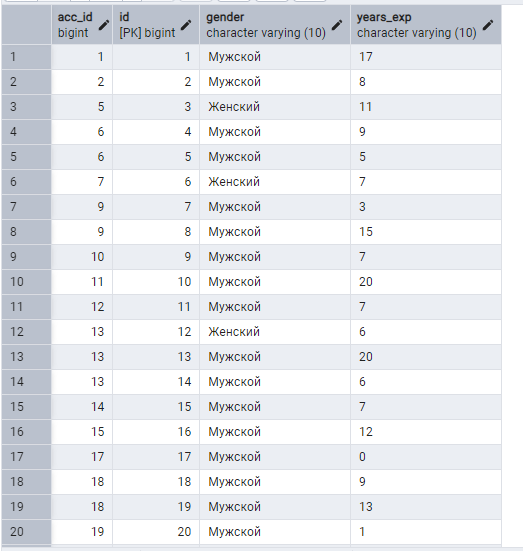 acc_id id gender years_exp
bigint [PK] bigint character varying (10) character varying (10)
1 1 1 Мужской 17
2 2 2 Мужской 8
3 5 3 Женский 11
4 6 4 Мужской 9
5 6 5 Мужской 5
6 7 6 Женский 7
7 9 7 Мужской 3
8 9 8 Мужской 15
9 10 9 Мужской 7
10 11 10 Мужской 20
11 12 11 Мужской 7
12 13 12 Женский 6
13 13 13 Мужской 20
14 13 14 Мужской 6
15 14 15 Мужской 7
16 15 16 Мужской 12
17 17 17 Мужской 0
18 18 18 Мужской 9
19 18 19 Мужской 13
20 19 20 Мужской 1